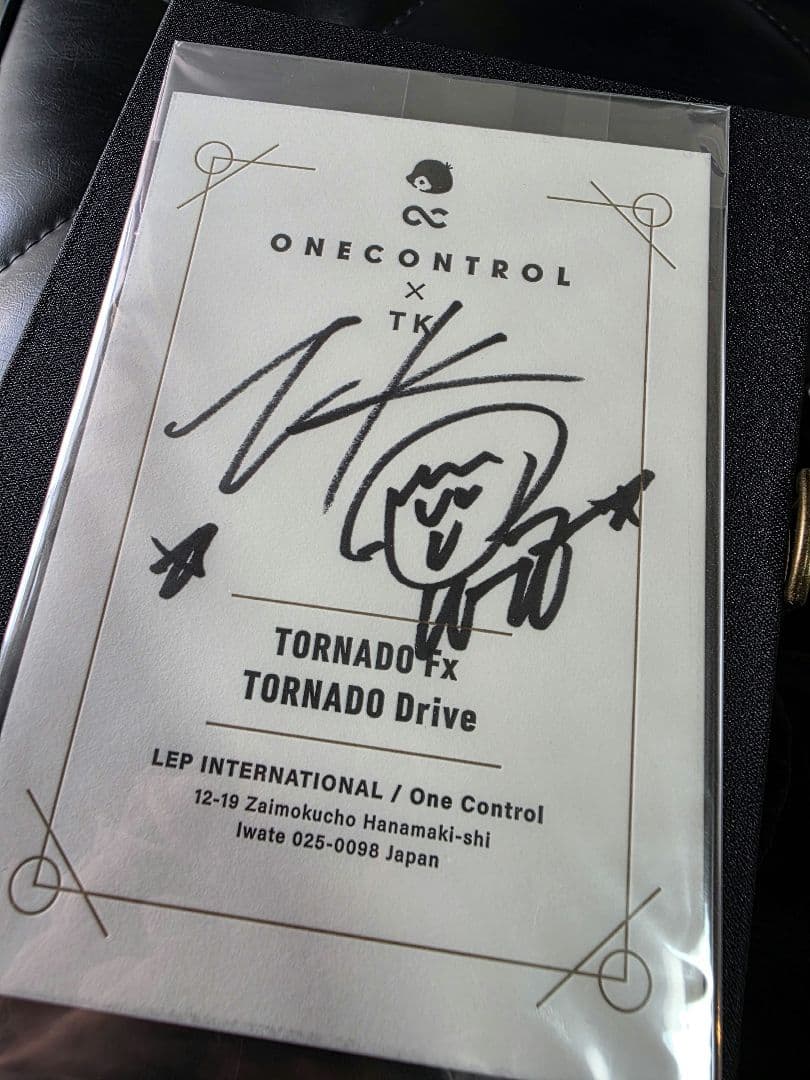 ONECONTROL
×
TK
TK
TORNADO Fx
TORNADO Drive
LEP INTERNATIONAL / One Control
12-19 Zaimokucho Hanamaki-shi
Iwate 025-0098 Japan